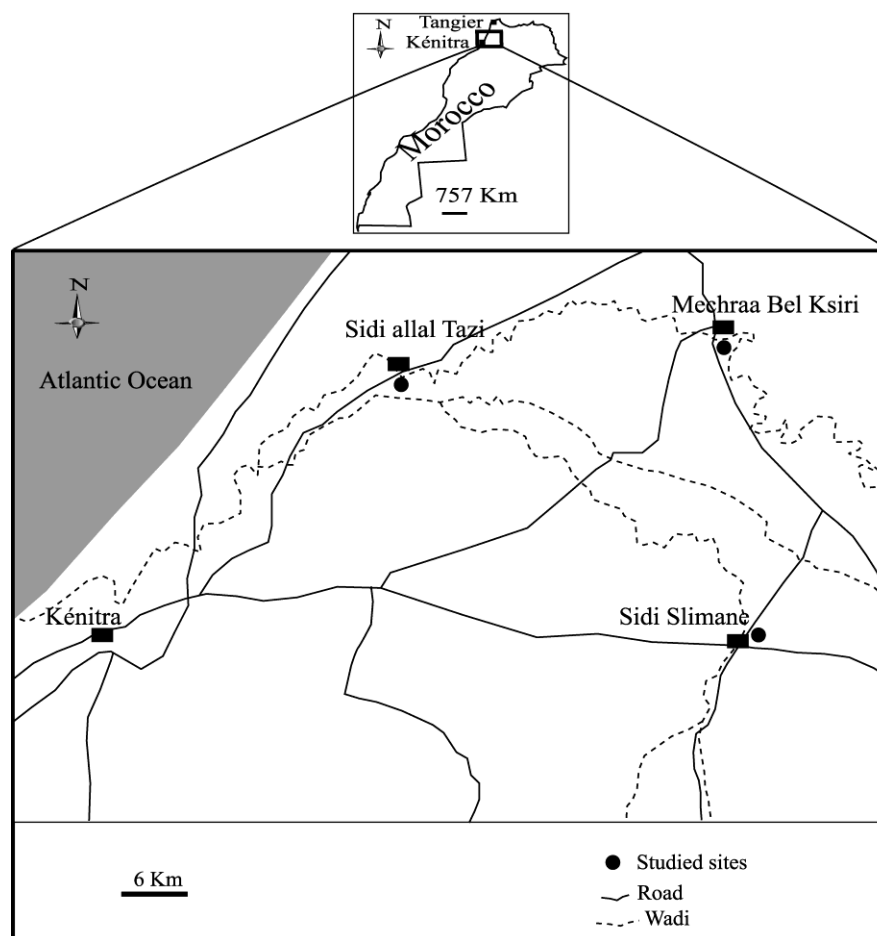 Tangier
N
Kénitra
Morocco
757 Km
N
Mechraa Bel Ksiri
Sidi allal Tazi
Atlantic Ocean
Kénitra
Sidi Slimane
6 Km
Studied sites
Road
Wadi